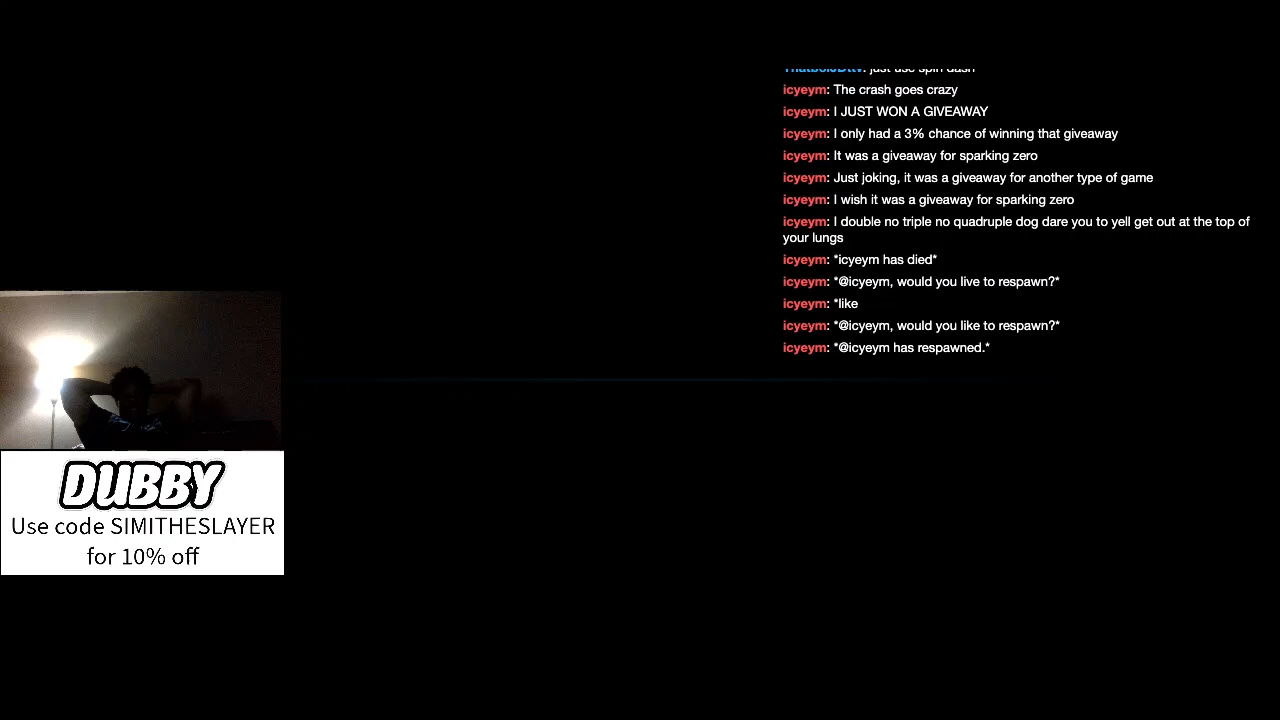 just use spin dash
icyeym: The crash goes crazy
icyeym: I JUST WON A GIVEAWAY
icyeym: I only had a 3% chance of winning that giveaway
icyeym: It was a giveaway for sparking zero
icyeym: Just joking, it was a giveaway for another type of game
icyeym: I wish it was a giveaway for sparking zero
icyeym: I double no triple no quadruple dog dare you to yell get out at the top of
your lungs
icyeym: *icyeym has died*
icyeym: *@icyeym, would you live to respawn?*
icyeym: *like
icyeym: *@icyeym, would you like to respawn?*
icyeym: *@icyeym has respawned.*
DUBBY
Use code SIMITHESLAYER
for 10% off